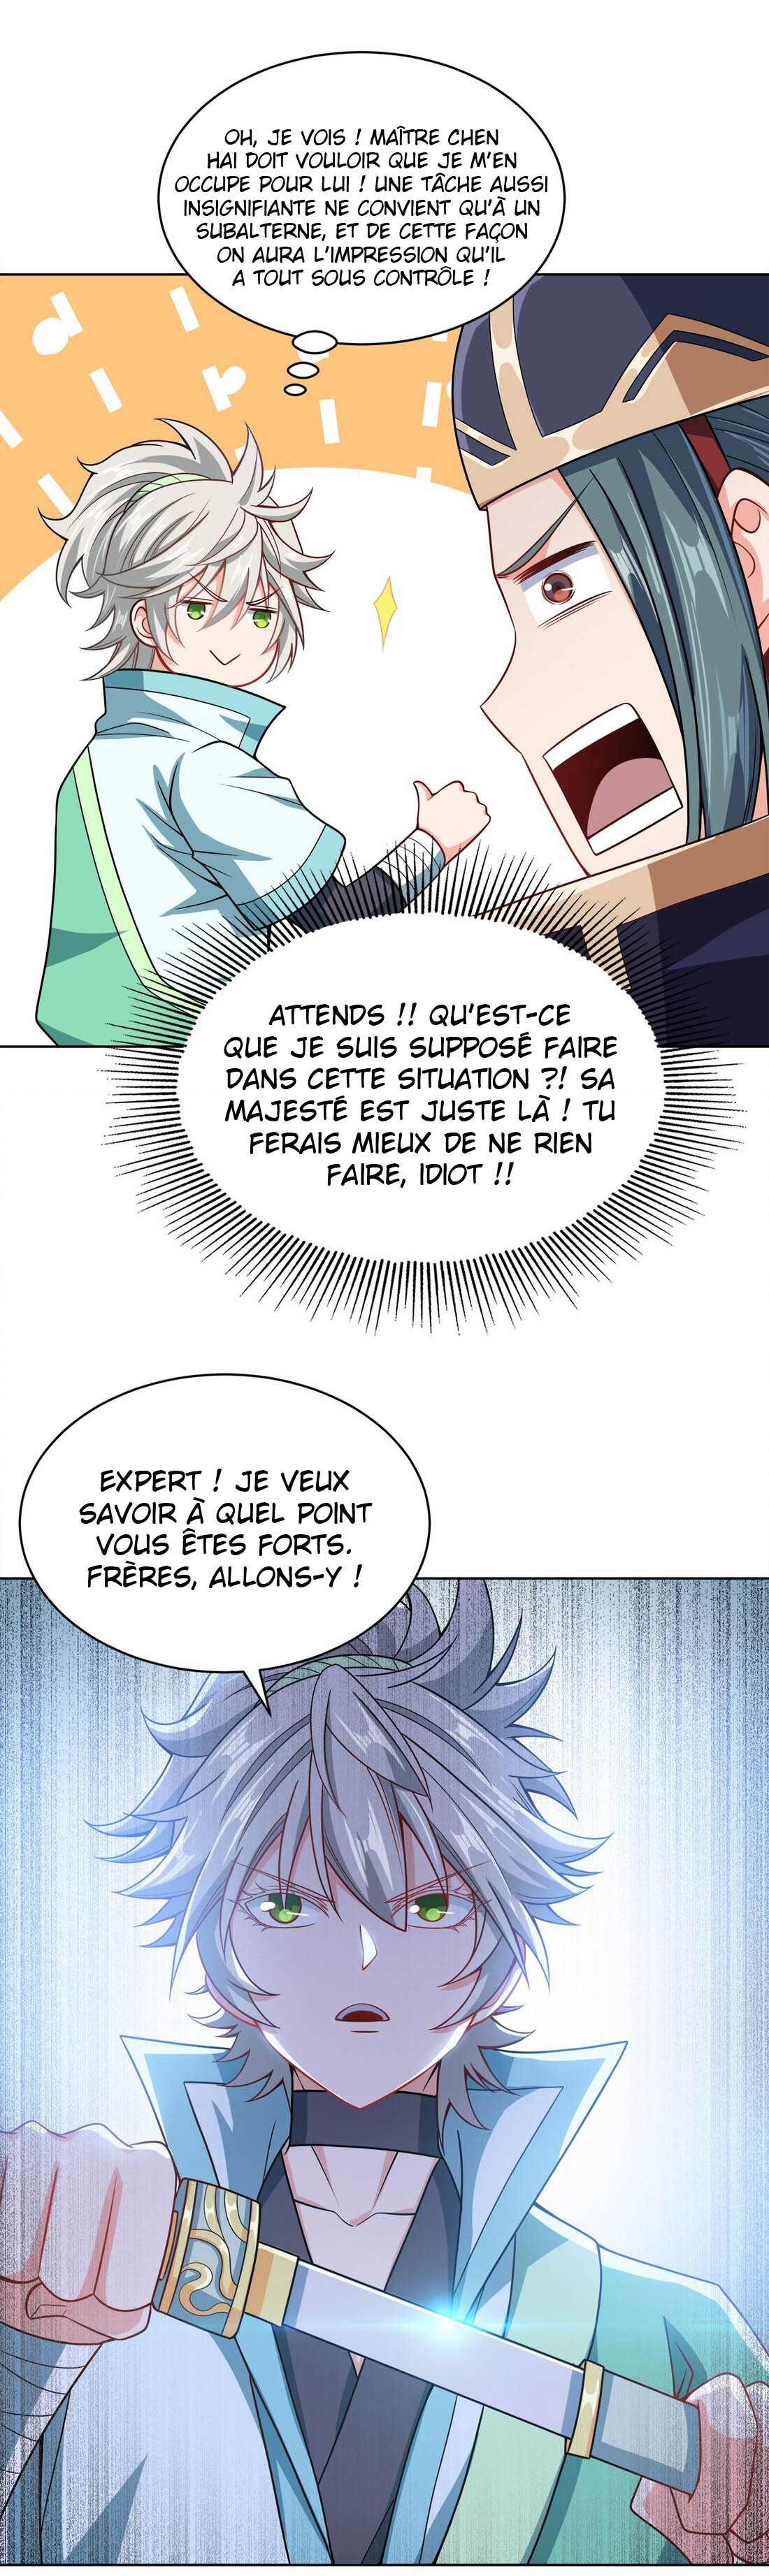 OH, JE VOIS ! MAÎTRE CHEN
HAI DOIT VOULOIR QUE JE M'EN
OCCUPE POUR LUI ! UNE TÂCHE AUSSI
INSIGNIFIANTE NE CONVIENT QU'À UN
SUBALTERNE, ET DE CETTE FAÇON
ON AURA L'IMPRESSION QU'IL
A TOUT SOUS CONTRÔLE !
ATTENDS !! QU'EST-CE
QUE JE SUIS SUPPOSÉ FAIRE
DANS CETTE SITUATION ?! SA
MAJESTÉ EST JUSTE LÀ ! TU
FERAIS MIEUX DE NE RIEN
FAIRE, IDIOT !!
EXPERT ! JE VEUX
SAVOIR À QUEL POINT
VOUS ÊTES FORTS.
FRÈRES, ALLONS-Y !